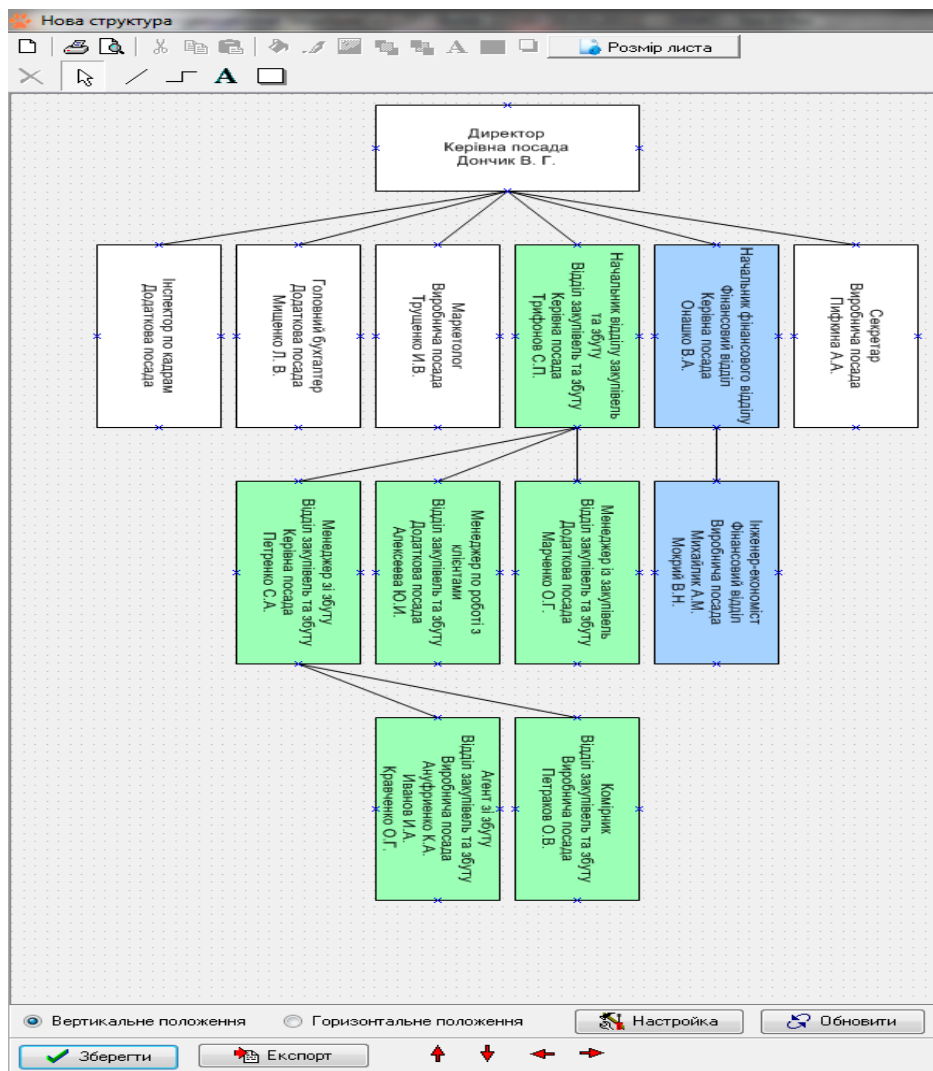 Нова структура
Розмір листа
A
Директор
Керівна посада
Дончик В. Г.
Інспектор по кадрам
Додаткова посада
Головний бухгалтер
Додаткова посада
Мищенко Л. В.
Маркетолог
Виробнича посада
Трущенко И.В.
Начальник відділу закупівель
та збуту
Відділ закупівель та збуту
Керівна посада
Трифонов С.П.
Начальник фінансового відділу
Фінансовий відділ
Керівна посада
Онашко В.А.
Секретар
Виробнича посада
Пифкина А.А.
Менеджер зі збуту
Відділ закупівель та збуту
Керівна посада
Петренко С.А.
Менеджер по роботі з
клієнтами
Відділ закупівель та збуту
Додаткова посада
Алексеева Ю.И.
Менеджер із закупівель
Відділ закупівель та збуту
Додаткова посада
Марченко О.Г.
Інженер-економіст
Фінансовий відділ
Виробнича посада
Михайлик А.М.
Мокрий В.Н.
Агент зі збуту
Відділ закупівель та збуту
Виробнича посада
Ануфриенко К.А.
Иванов И.А.
Кравченко О.Г.
Комірник
Відділ закупівель та збуту
Виробнича посада
Петраков О.В.
Вертикальне положення
Горизонтальне положення
Настройка
Обновити
Зберегти
Експорт